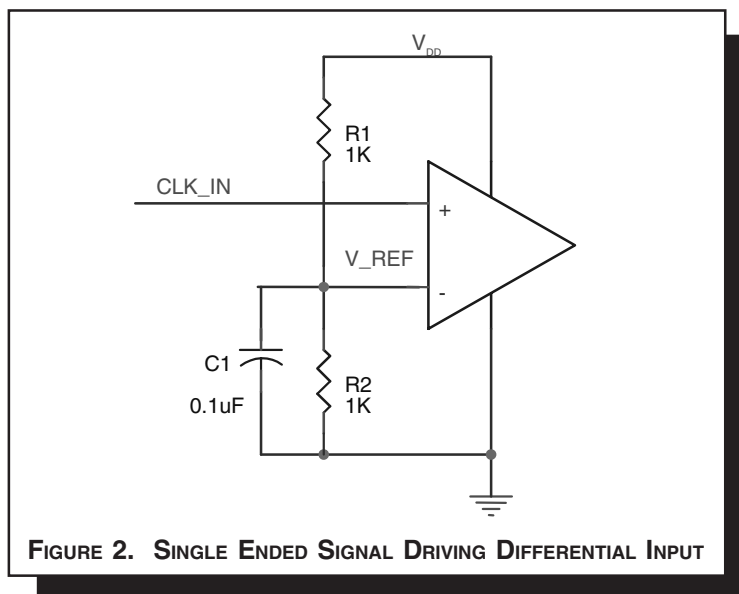 V_DD
R1
1K
CLK_IN
+
V_REF
-
C1
0.1uF
R2
1K
FIGURE 2. SINGLE ENDED SIGNAL DRIVING DIFFERENTIAL INPUT